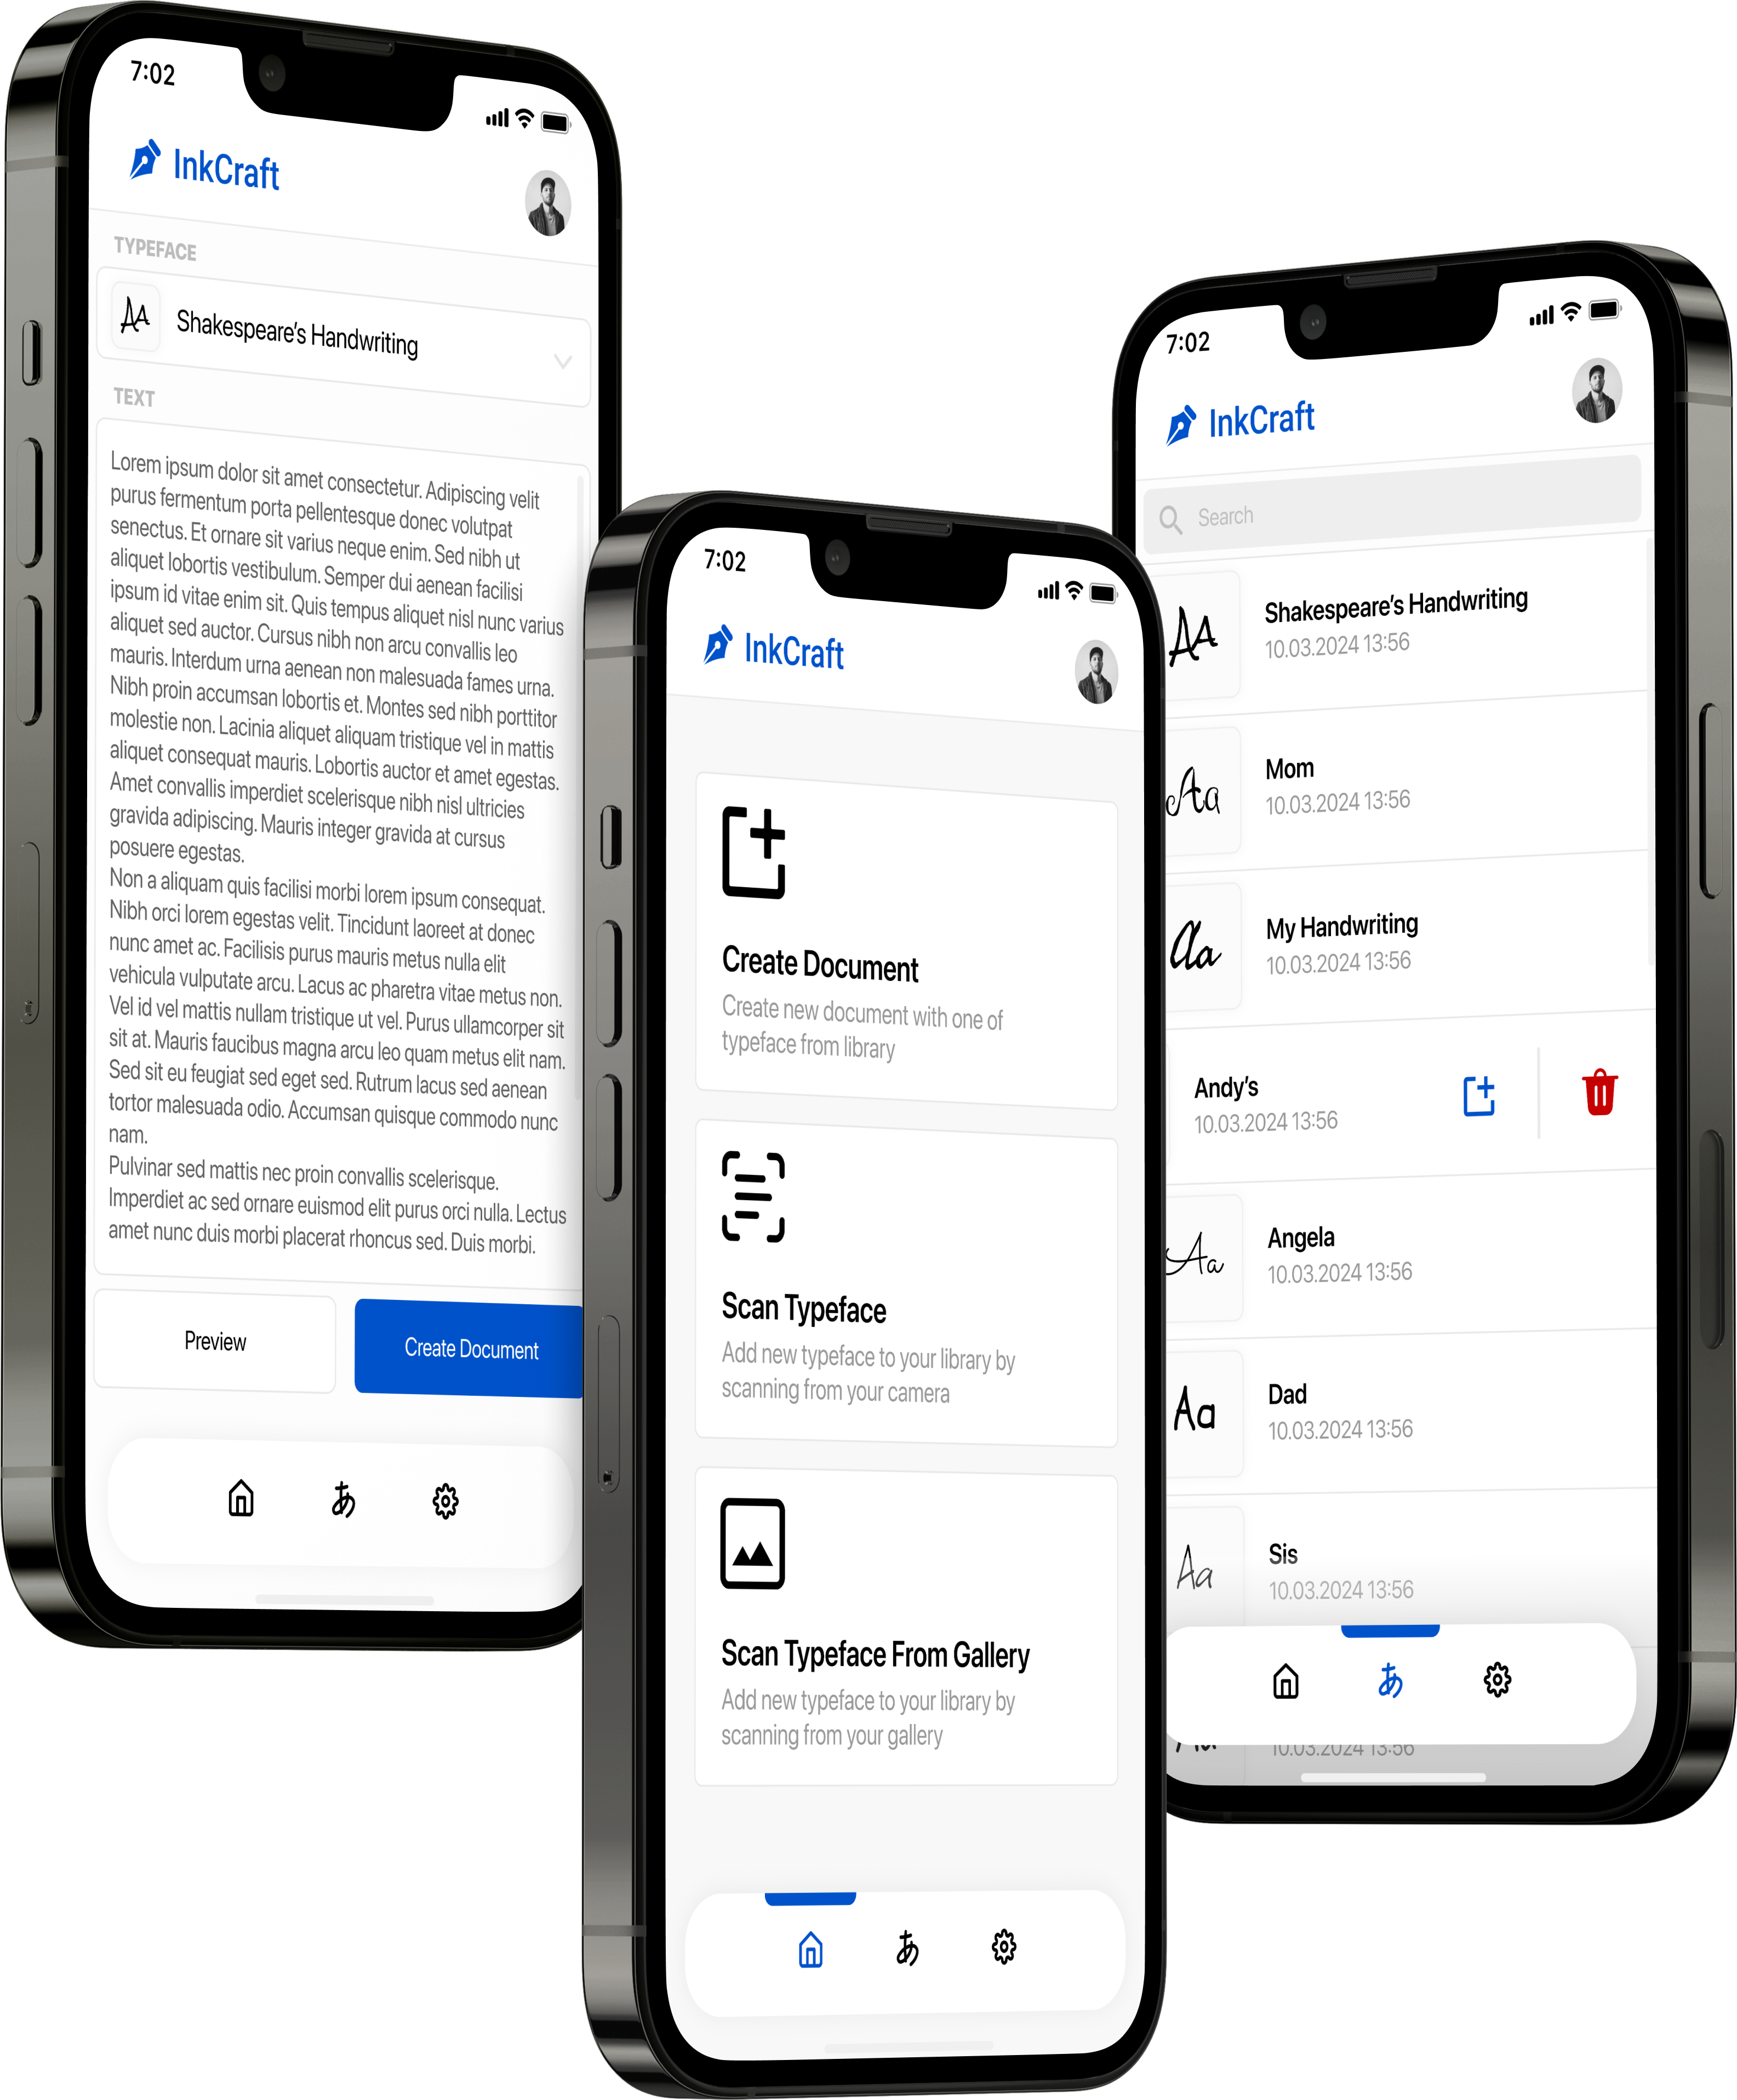 7:02
InkCraft
TYPEFACE
AA
Shakespeare's Handwriting
TEXT
Lorem ipsum dolor sit amet consectetur. Adipiscing velit
purus fermentum porta pellentesque donec volutpat
senectus. Et ornare sit varius neque enim. Sed nibh ut
aliquet lobortis vestibulum. Semper dui aenean facilisi
ipsum id vitae enim sit. Quis tempus aliquet nisl nunc varius
aliquet sed auctor. Cursus nibh non arcu convallis leo
mauris. Interdum urna aenean non malesuada fames urna.
Nibh proin accumsan lobortis et. Montes sed nibh porttitor
molestie non. Lacinia aliquet aliquam tristique vel in mattis
aliquet consequat mauris. Lobortis auctor et amet egestas.
Amet convallis imperdiet scelerisque nibh nisl ultricies
gravida adipiscing. Mauris integer gravida at cursus
posuere egestas.
Non a aliquam quis facilisi morbi lorem ipsum consequat.
Nibh orci lorem egestas velit. Tincidunt laoreet at donec
nunc amet ac. Facilisis purus mauris metus nulla elit
vehicula vulputate arcu. Lacus ac pharetra vitae metus non.
Vel id vel mattis nullam tristique ut vel. Purus ullamcorper sit
sit at. Mauris faucibus magna arcu leo quam metus elit nam.
Sed sit eu feugiat sed eget sed. Rutrum lacus sed aenean
tortor malesuada odio. Accumsan quisque commodo nunc
nam.
Pulvinar sed mattis nec proin convallis scelerisque.
Imperdiet ac sed ornare euismod elit purus orci nulla. Lectus
amet nunc duis morbi placerat rhoncus sed. Duis morbi.
Preview
Create Document
あ
7:02
InkCraft
Create Document
Create new document with one of
typeface from library
Scan Typeface
Add new typeface to your library by
scanning from your camera
Scan Typeface From Gallery
Add new typeface to your library by
scanning from your gallery
あ
7:02
InkCraft
Search
AA
Shakespeare's Handwriting
10.03.2024 13:56
Aa
Mom
10.03.2024 13:56
Aa
My Handwriting
10.03.2024 13:56
Andy's
10.03.2024 13:56
Aa
Angela
10.03.2024 13:56
Aa
Dad
10.03.2024 13:56
Aa
Sis
10.03.2024 13:56
あ
10.03.2024 13:56